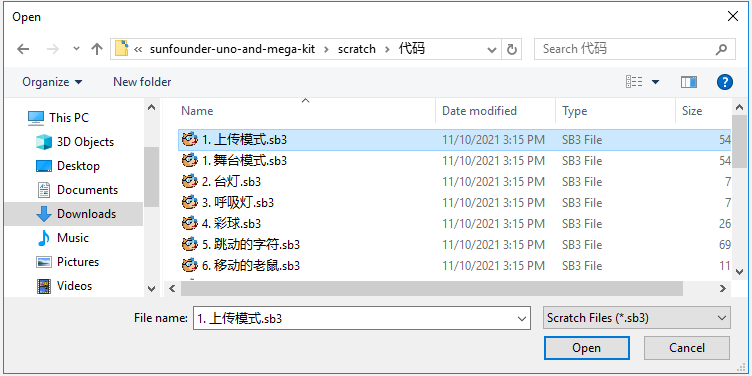 Open
« sunfounder-uno-and-mega-kit › scratch › 代码
Search 代码
Organize
New folder
This PC
3D Objects
Desktop
Documents
Downloads
Music
Pictures
Videos
Name Date modified Type Size
1. 上传模式.sb3 11/10/2021 3:15 PM SB3 File 54
1. 舞台模式.sb3 11/10/2021 3:15 PM SB3 File 54
2. 台灯.sb3 11/10/2021 3:15 PM SB3 File 7
3. 呼吸灯.sb3 11/10/2021 3:15 PM SB3 File 7
4. 彩球.sb3 11/10/2021 3:15 PM SB3 File 26
5. 跳动的字符.sb3 11/10/2021 3:15 PM SB3 File 69
6. 移动的老鼠.sb3 11/10/2021 3:15 PM SB3 File 11
File name: 1. 上传模式.sb3
Scratch Files (*.sb3)
Open Cancel